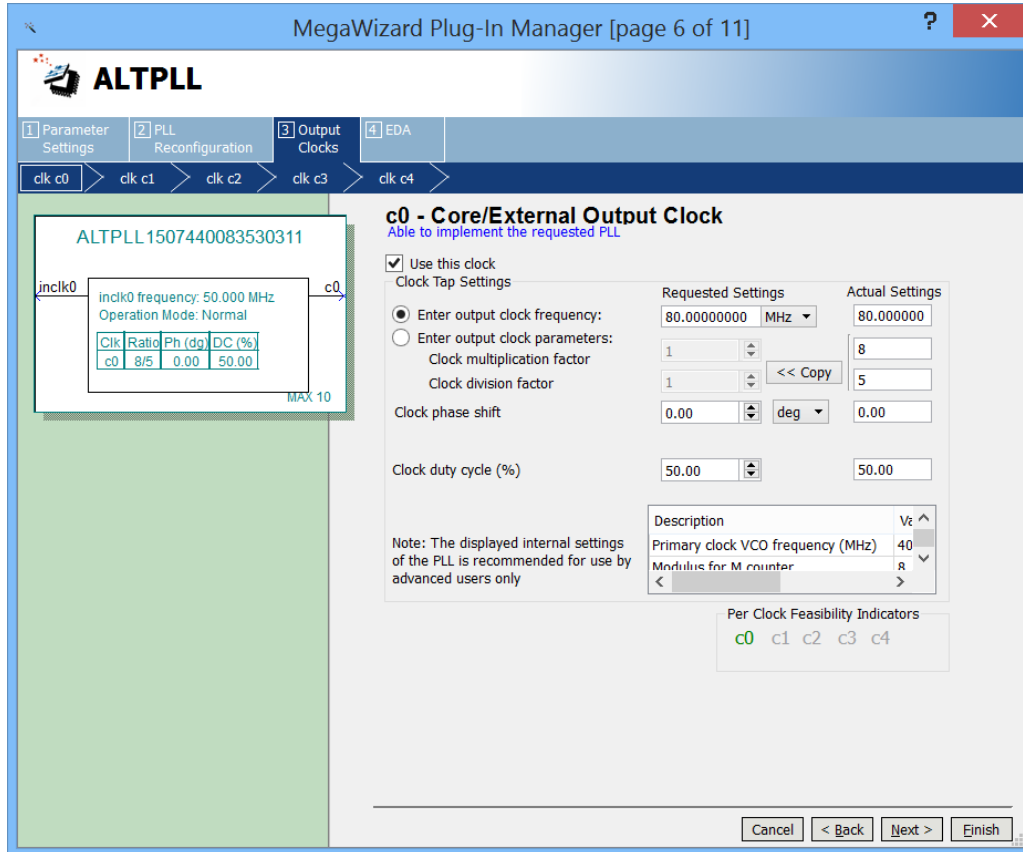 MegaWizard Plug-In Manager [page 6 of 11]
?
ALTPLL
1 Parameter Settings
2 PLL Reconfiguration
3 Output Clocks
4 EDA
clk c0 clk c1 clk c2 clk c3 clk c4
ALTPLL1507440083530311
inclk0
c0
inclk0 frequency: 50.000 MHz
Operation Mode: Normal
Clk Ratio Ph (dg) DC (%)
c0 8/5 0.00 50.00
MAX 10
c0 - Core/External Output Clock
Able to implement the requested PLL
Use this clock
Clock Tap Settings
Requested Settings Actual Settings
Enter output clock frequency: 80.00000000 MHz 80.000000
Enter output clock parameters:
Clock multiplication factor 1 8
Clock division factor 1 << Copy 5
Clock phase shift 0.00 deg 0.00
Clock duty cycle (%) 50.00 50.00
Note: The displayed internal settings
of the PLL is recommended for use by
advanced users only
Description
Primary clock VCO frequency (MHz) 40
Modulus for M counter 8
Per Clock Feasibility Indicators
c0 c1 c2 c3 c4
Cancel < Back Next > Finish